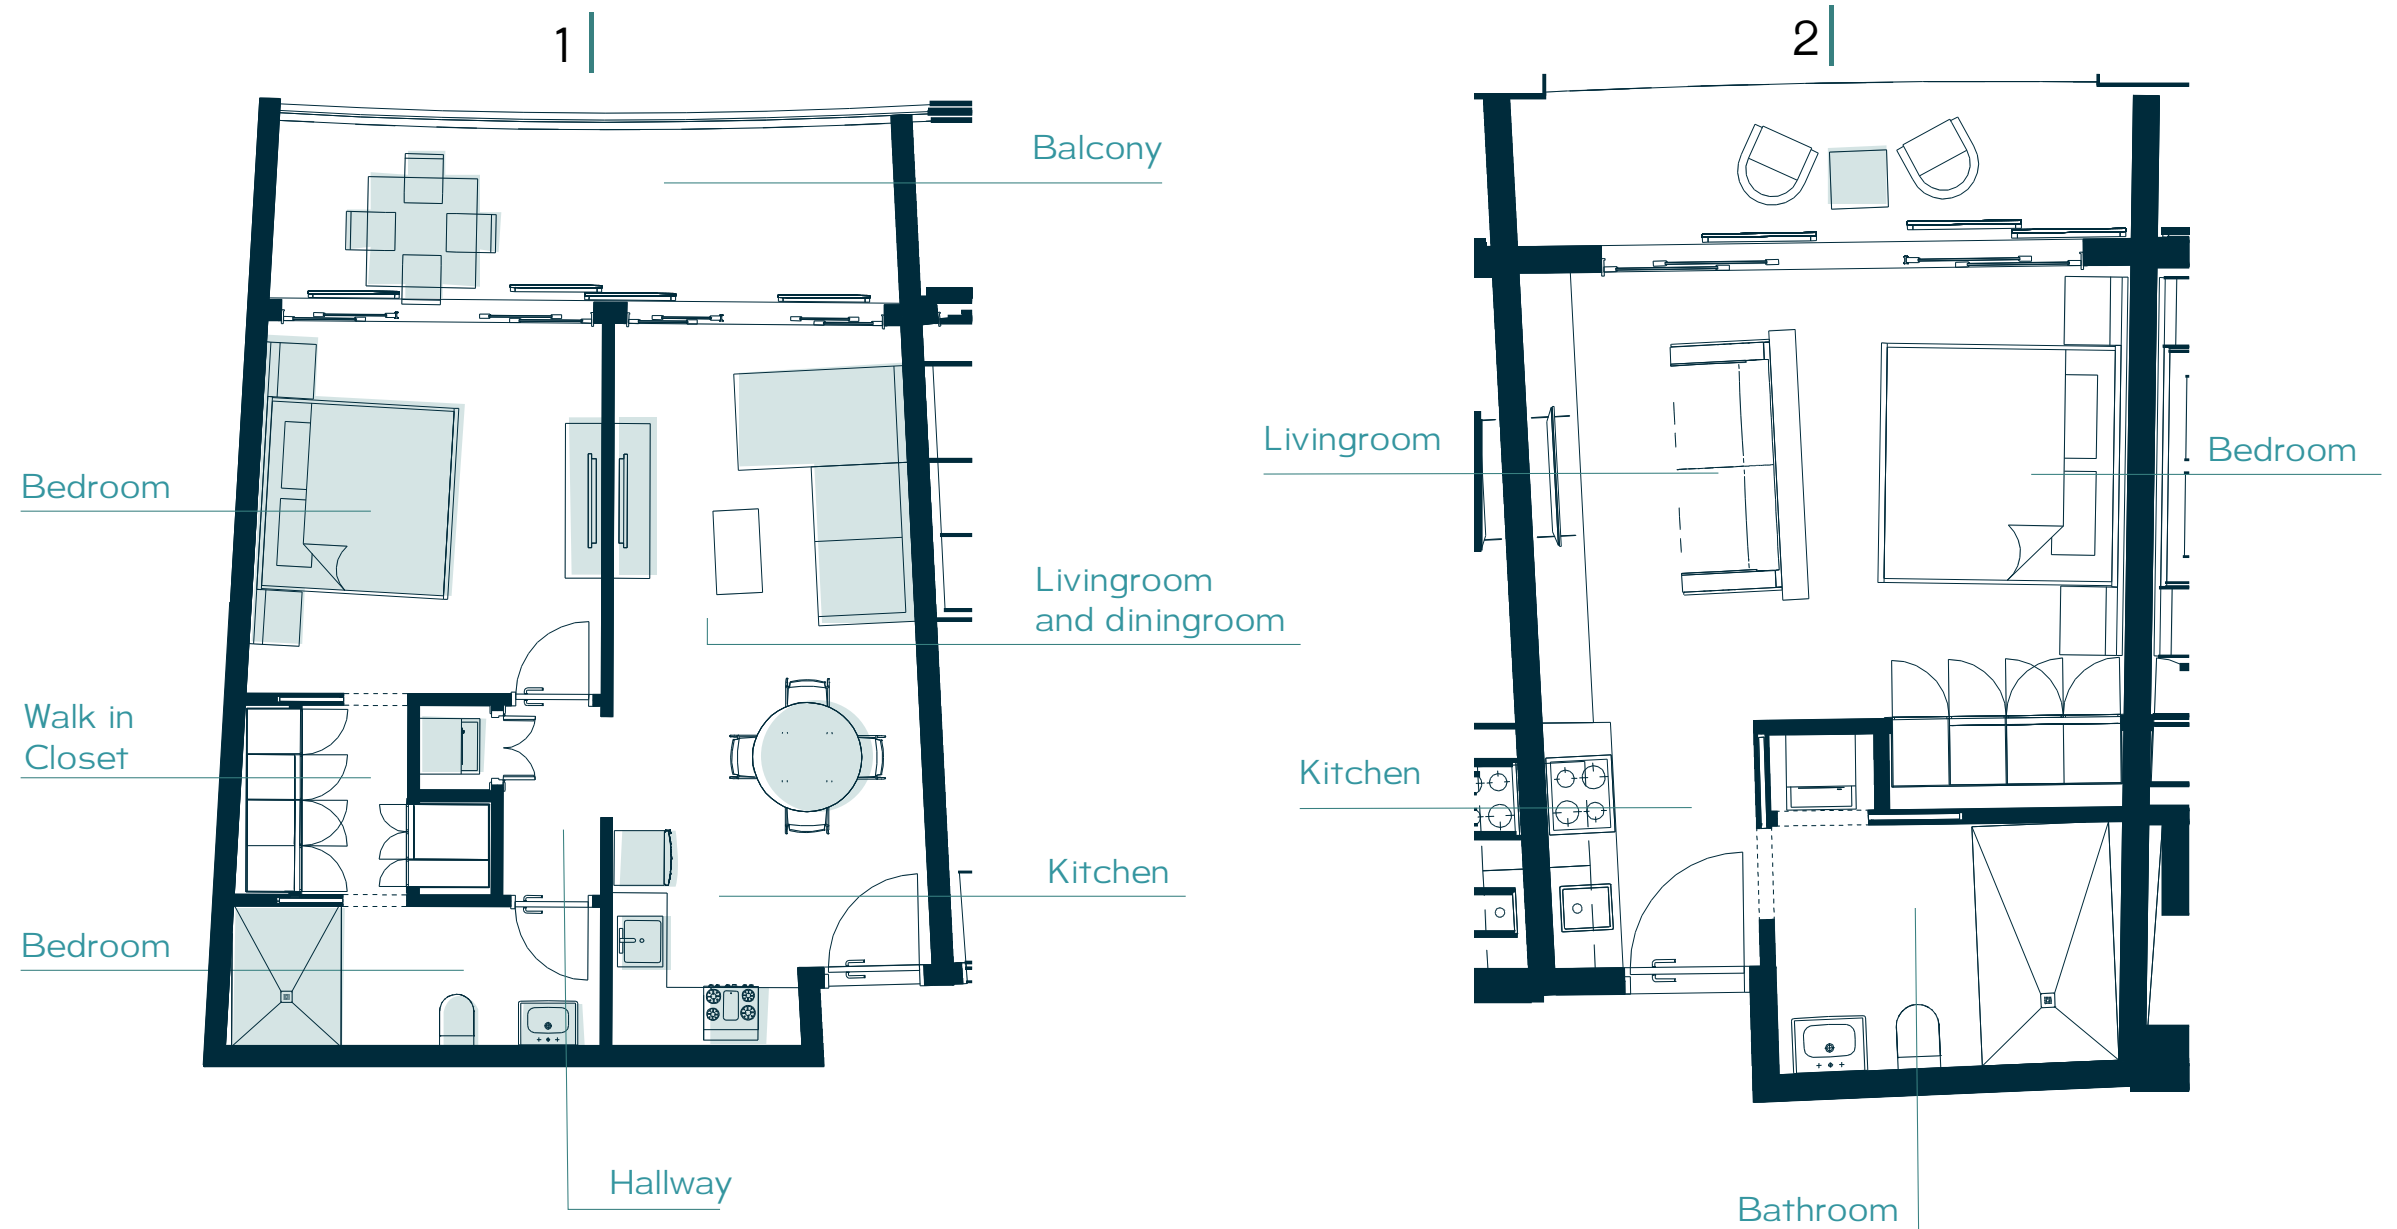 1
2
Balcony
Bedroom
Livingroom
and diningroom
Walk in
Closet
Kitchen
Bedroom
Hallway
Livingroom
Bedroom
Kitchen
Bathroom